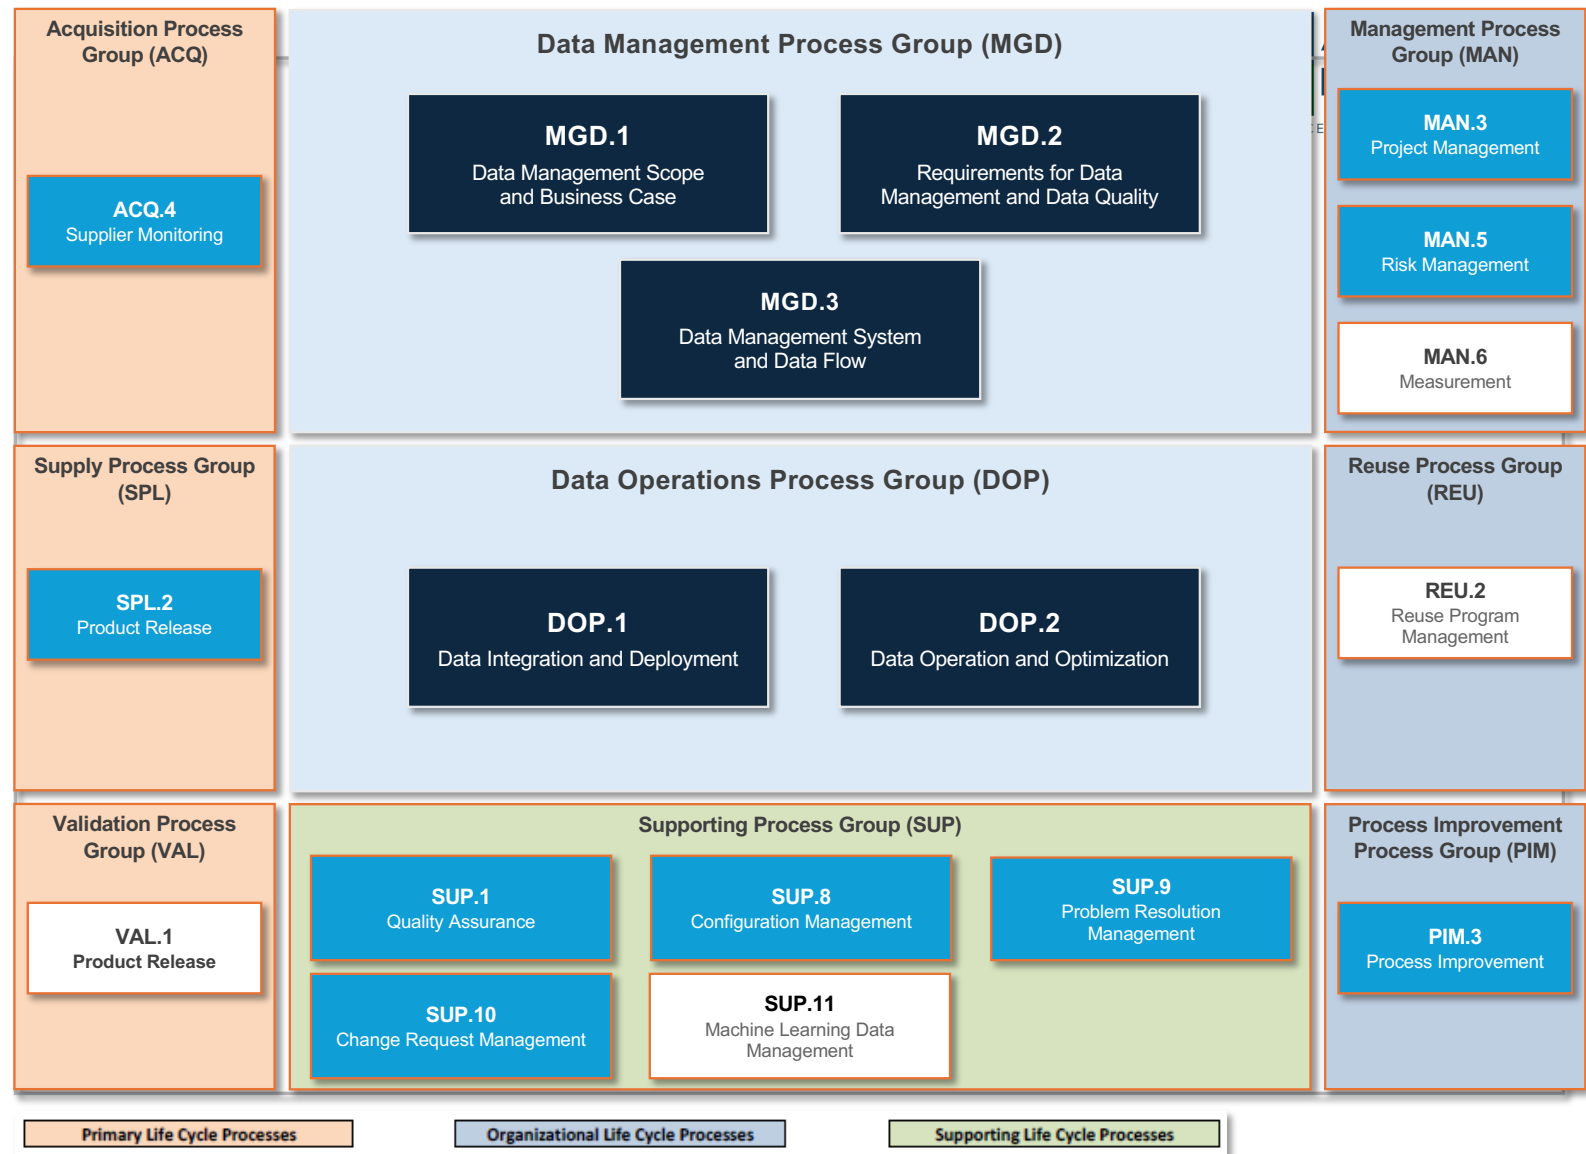 Acquisition Process
Group (ACQ)
ACQ.4
Supplier Monitoring
Data Management Process Group (MGD)
MGD.1
Data Management Scope
and Business Case
MGD.2
Requirements for Data
Management and Data Quality
MGD.3
Data Management System
and Data Flow
Management Process
Group (MAN)
MAN.3
Project Management
MAN.5
Risk Management
MAN.6
Measurement
Supply Process Group
(SPL)
SPL.2
Product Release
Data Operations Process Group (DOP)
DOP.1
Data Integration and Deployment
DOP.2
Data Operation and Optimization
Reuse Process Group
(REU)
REU.2
Reuse Program
Management
Validation Process
Group (VAL)
VAL.1
Product Release
Supporting Process Group (SUP)
SUP.1
Quality Assurance
SUP.8
Configuration Management
SUP.9
Problem Resolution
Management
SUP.10
Change Request Management
SUP.11
Machine Learning Data
Management
Process Improvement
Process Group (PIM)
PIM.3
Process Improvement
Primary Life Cycle Processes
Organizational Life Cycle Processes
Supporting Life Cycle Processes